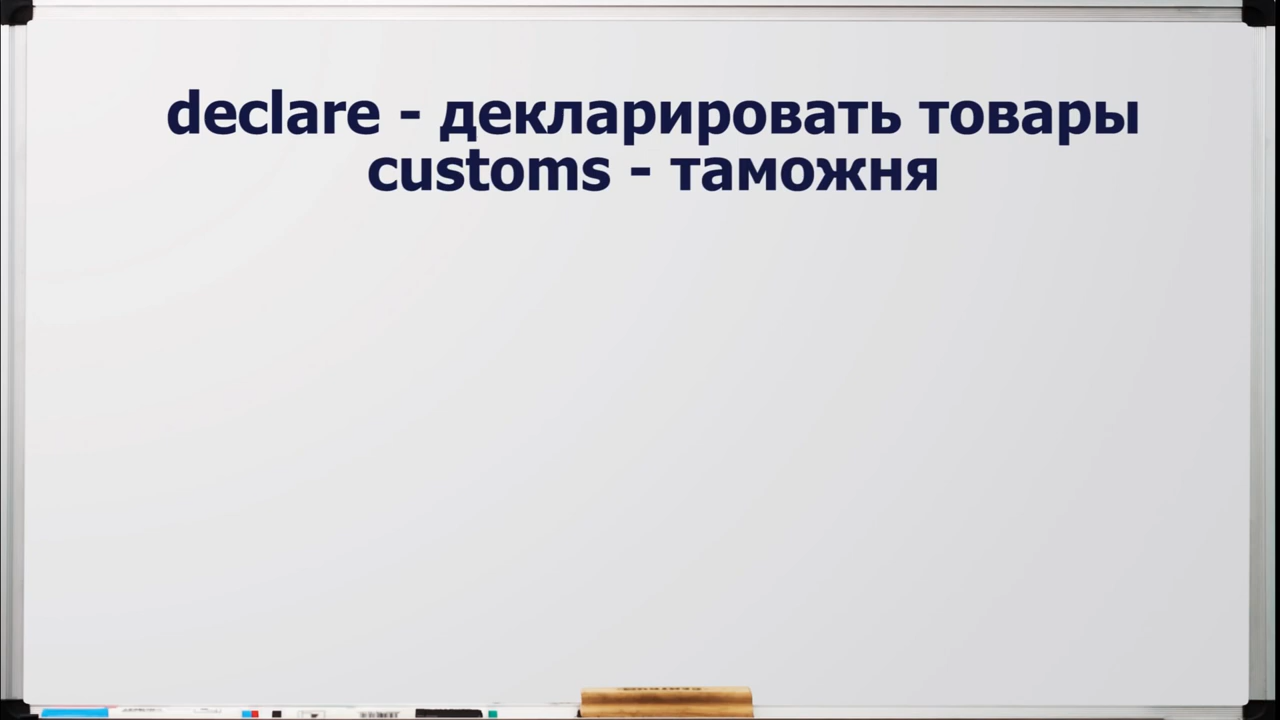 declare - декларировать товары
customs - таможня